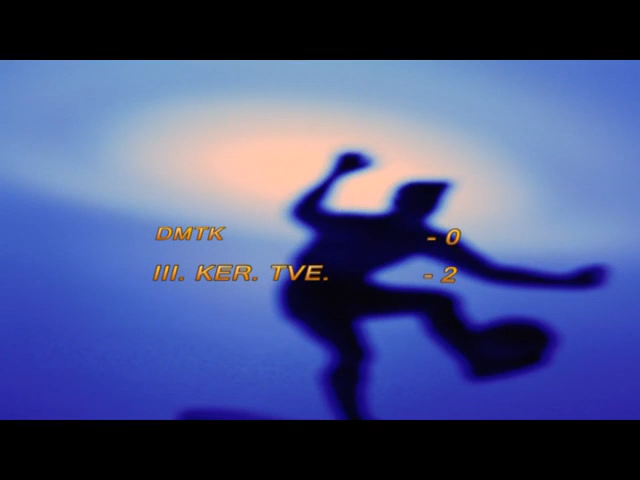 DMTK - 0
III. KER. TVE. - 2